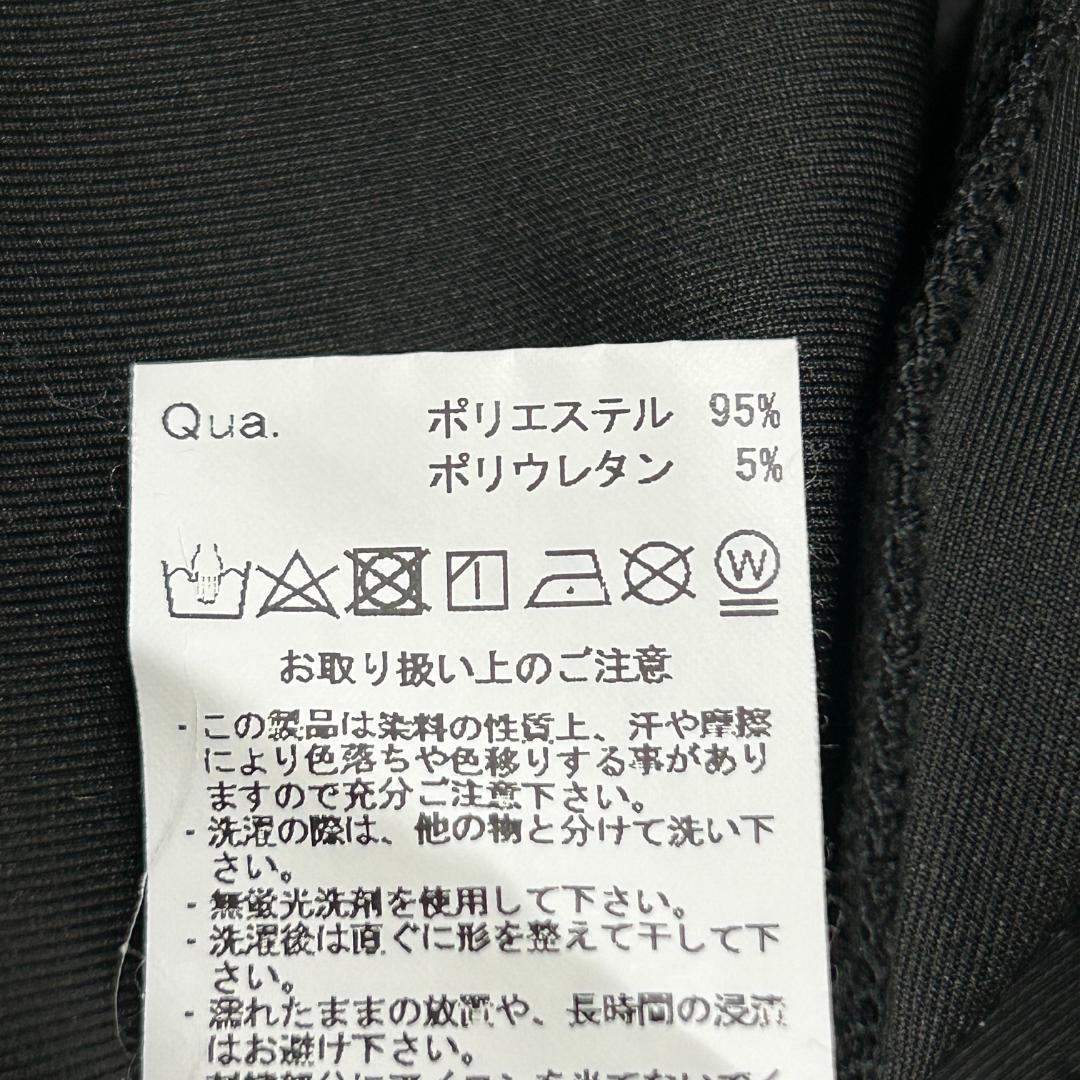 Qua. ポリエステル 95%
ポリウレタン 5%
W
お取り扱い上のご注意
・この製品は染料の性質上、汗や摩擦
により色落ちや色移りする事があり
ますので充分ご注意下さい。
・洗濯の際は、他の物と分けて洗い下
さい。
・無蛍光洗剤を使用して下さい。
・洗濯後は直ぐに形を整えて干して下
さい。
・濡れたままの放置や、長時間の浸漬
はお避け下さい。